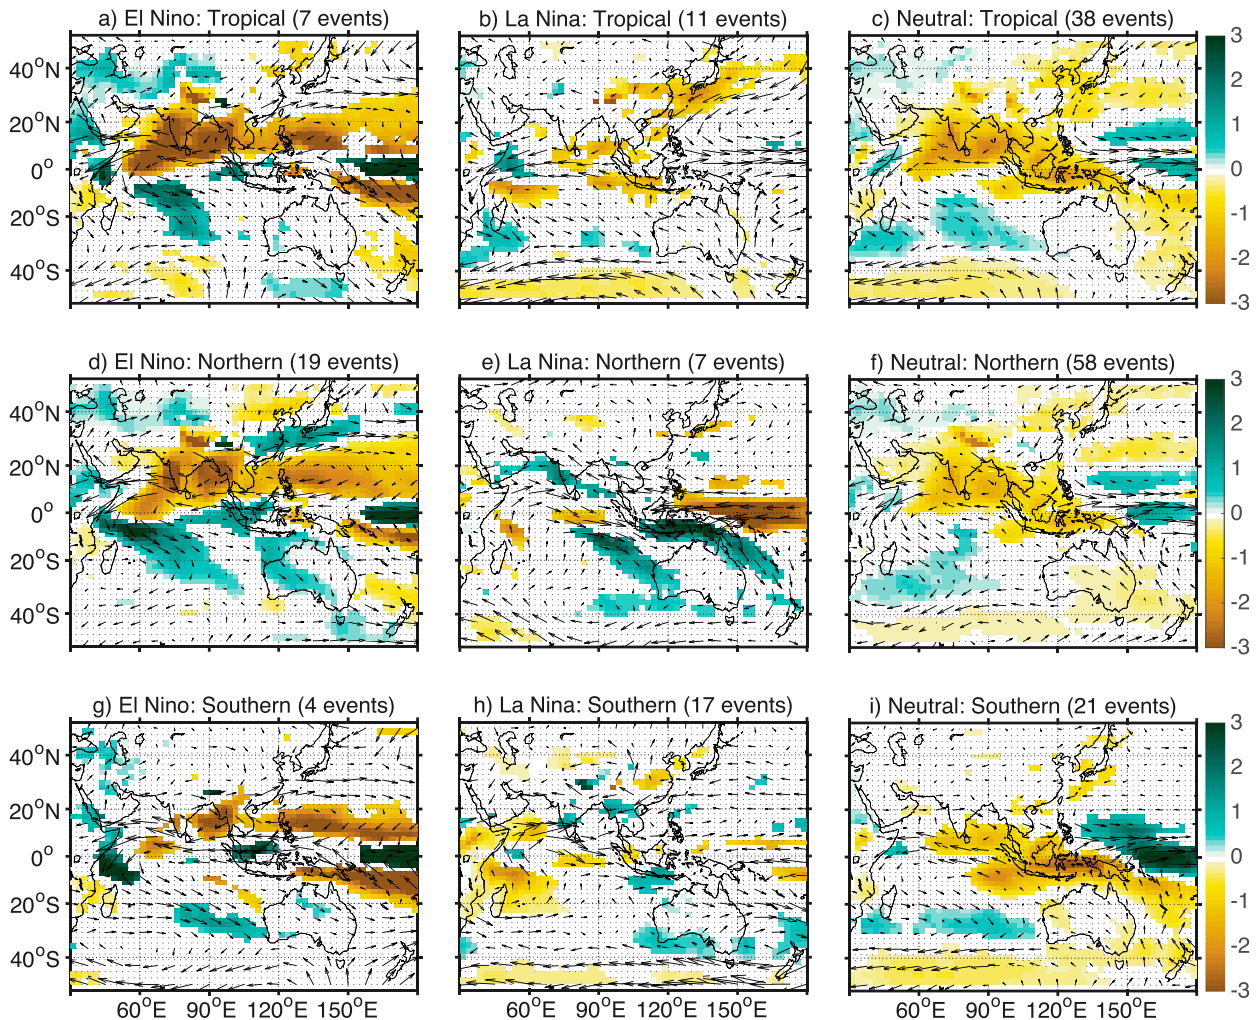 a) El Nino: Tropical (7 events)
b) La Nina: Tropical (11 events)
c) Neutral: Tropical (38 events)
40°N
20°N
0°
20°S
40°S
3
2
1
0
-1
-2
-3
d) El Nino: Northern (19 events)
e) La Nina: Northern (7 events)
f) Neutral: Northern (58 events)
40°N
20°N
0°
20°S
40°S
3
2
1
0
-1
-2
-3
g) El Nino: Southern (4 events)
h) La Nina: Southern (17 events)
i) Neutral: Southern (21 events)
40°N
20°N
0°
20°S
40°S
3
2
1
0
-1
-2
-3
60°E 90°E 120°E 150°E
60°E 90°E 120°E 150°E
60°E 90°E 120°E 150°E